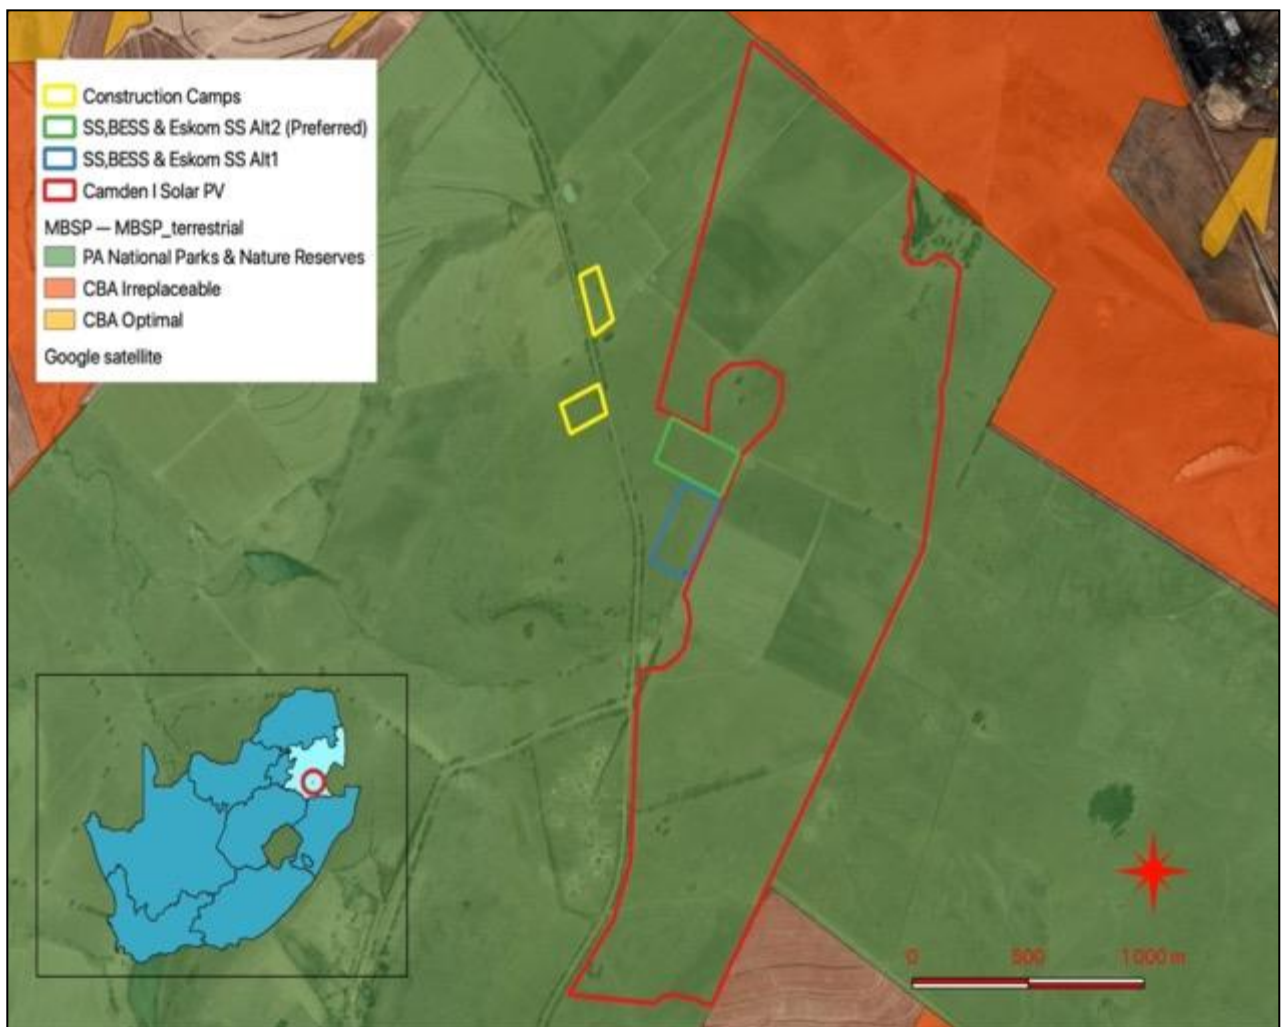 Construction Camps
SS,BESS & Eskom SS Alt2 (Preferred)
SS,BESS & Eskom SS Alt1
Camden I Solar PV
MBSP — MBSP_terrestrial
PA National Parks & Nature Reserves
CBA Irreplaceable
CBA Optimal
Google satellite
0 500 1000 m